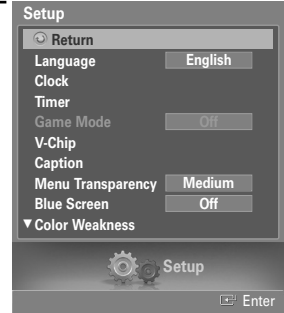 Setup
Return
Language English
Clock
Timer
Game Mode Off
V-Chip
Caption
Menu Transparency Medium
Blue Screen Off
▼Color Weakness
Setup
Enter